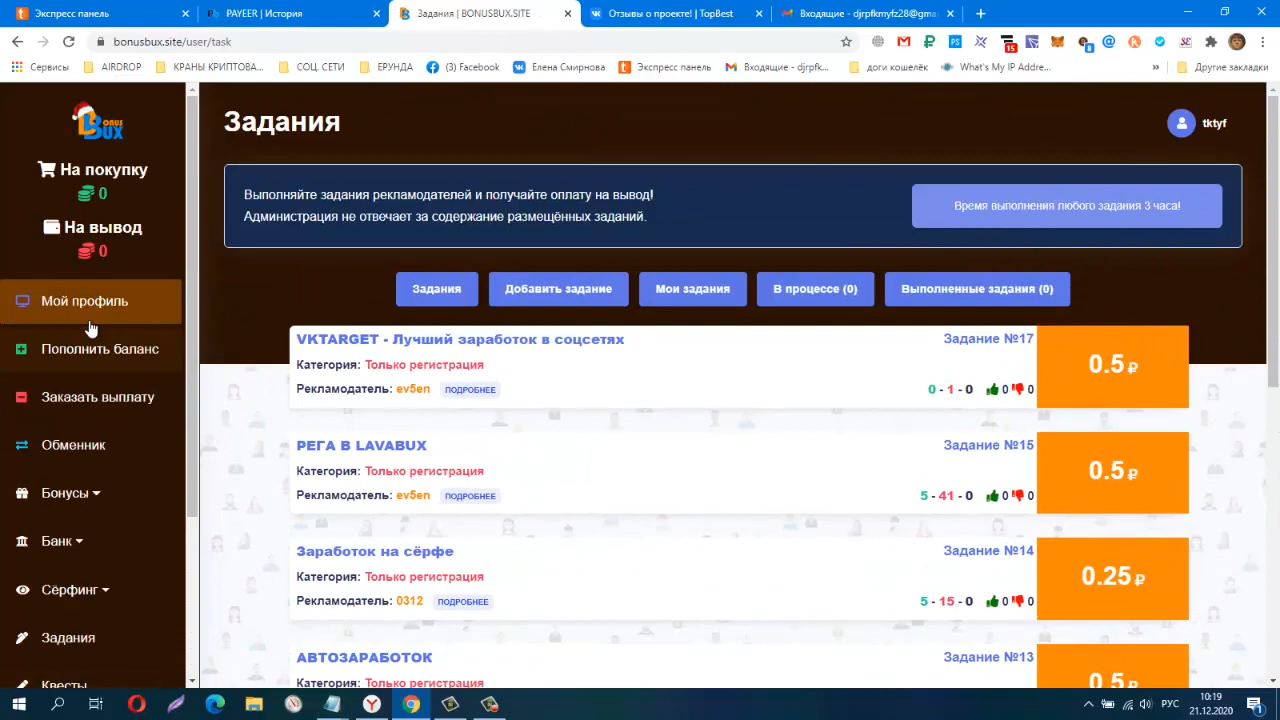 Экспресс панель
PAYEER | История
Задания | BONUSBUX.SITE
Отзывы о проекте! | TopBest
Входящие - djrpfkmyfz28@gma
bonusbux.site/user/task
15
8
Сервисы
AIRDROP
КРАНЫ КРИПТОВА...
СОЦ. СЕТИ
ЕРУНДА
(3) Facebook
Елена Смирнова
Экспресс панель
Входящие - djrpfk...
доги кошелёк
What's My IP Addre...
»
Другие закладки
Bonus
Bux
На покупку
0
На вывод
0
Мой профиль
Пополнить баланс
Заказать выплату
Обменник
Бонусы
Банк
Сёрфинг
Задания
Квесты
Задания
tktyf
Выполняйте задания рекламодателей и получайте оплату на вывод!
Администрация не отвечает за содержание размещённых заданий.
Время выполнения любого задания 3 часа!
Задания
Добавить задание
Мои задания
В процессе (0)
Выполненные задания (0)
VKTARGET - Лучший заработок в соцсетях
Задание №17
Категория: Только регистрация
0.5 ₽
Рекламодатель: ev5en ПОДРОБНЕЕ
0 - 1 - 0 0 0
РЕГА В LAVABUX
Задание №15
Категория: Только регистрация
0.5 ₽
Рекламодатель: ev5en ПОДРОБНЕЕ
5 - 41 - 0 0 0
Заработок на сёрфе
Задание №14
Категория: Только регистрация
0.25 ₽
Рекламодатель: 0312 ПОДРОБНЕЕ
5 - 15 - 0 0 0
АВТОЗАРАБОТОК
Задание №13
Категория: Только регистрация
0.5 ₽
РУС
10:19
21.12.2020
1